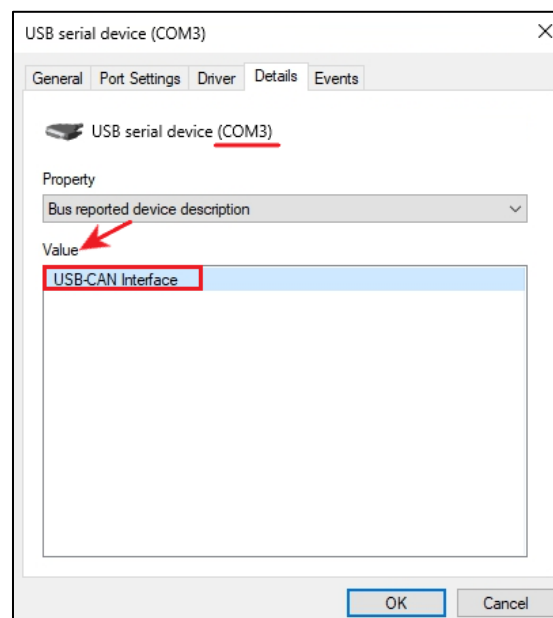 USB serial device (COM3)
General Port Settings Driver Details Events
USB serial device (COM3)
Property
Bus reported device description
Value
USB-CAN Interface
OK Cancel